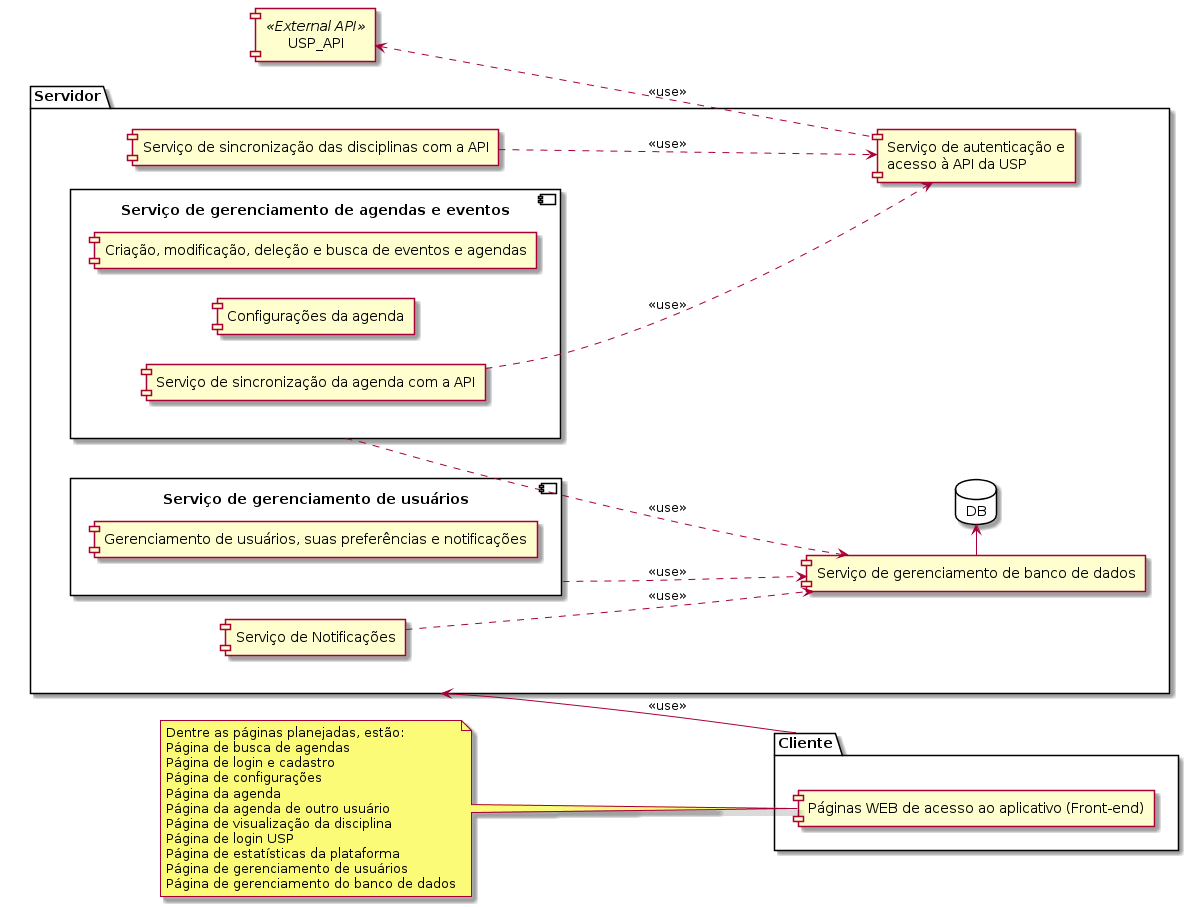 «External API»
USP_API
«use»
Servidor
Serviço de sincronização das disciplinas com a API
«use»
Serviço de autenticação e
acesso à API da USP
Serviço de gerenciamento de agendas e eventos
Criação, modificação, deleção e busca de eventos e agendas
«use»
Configurações da agenda
Serviço de sincronização da agenda com a API
Serviço de gerenciamento de usuários
«use»
DB
Gerenciamento de usuários, suas preferências e notificações
«use»
Serviço de gerenciamento de banco de dados
«use»
Serviço de Notificações
«use»
Cliente
Páginas WEB de acesso ao aplicativo (Front-end)
Dentre as páginas planejadas, estão:
Página de busca de agendas
Página de login e cadastro
Página de configurações
Página da agenda
Página da agenda de outro usuário
Página de visualização da disciplina
Página de login USP
Página de estatísticas da plataforma
Página de gerenciamento de usuários
Página de gerenciamento do banco de dados